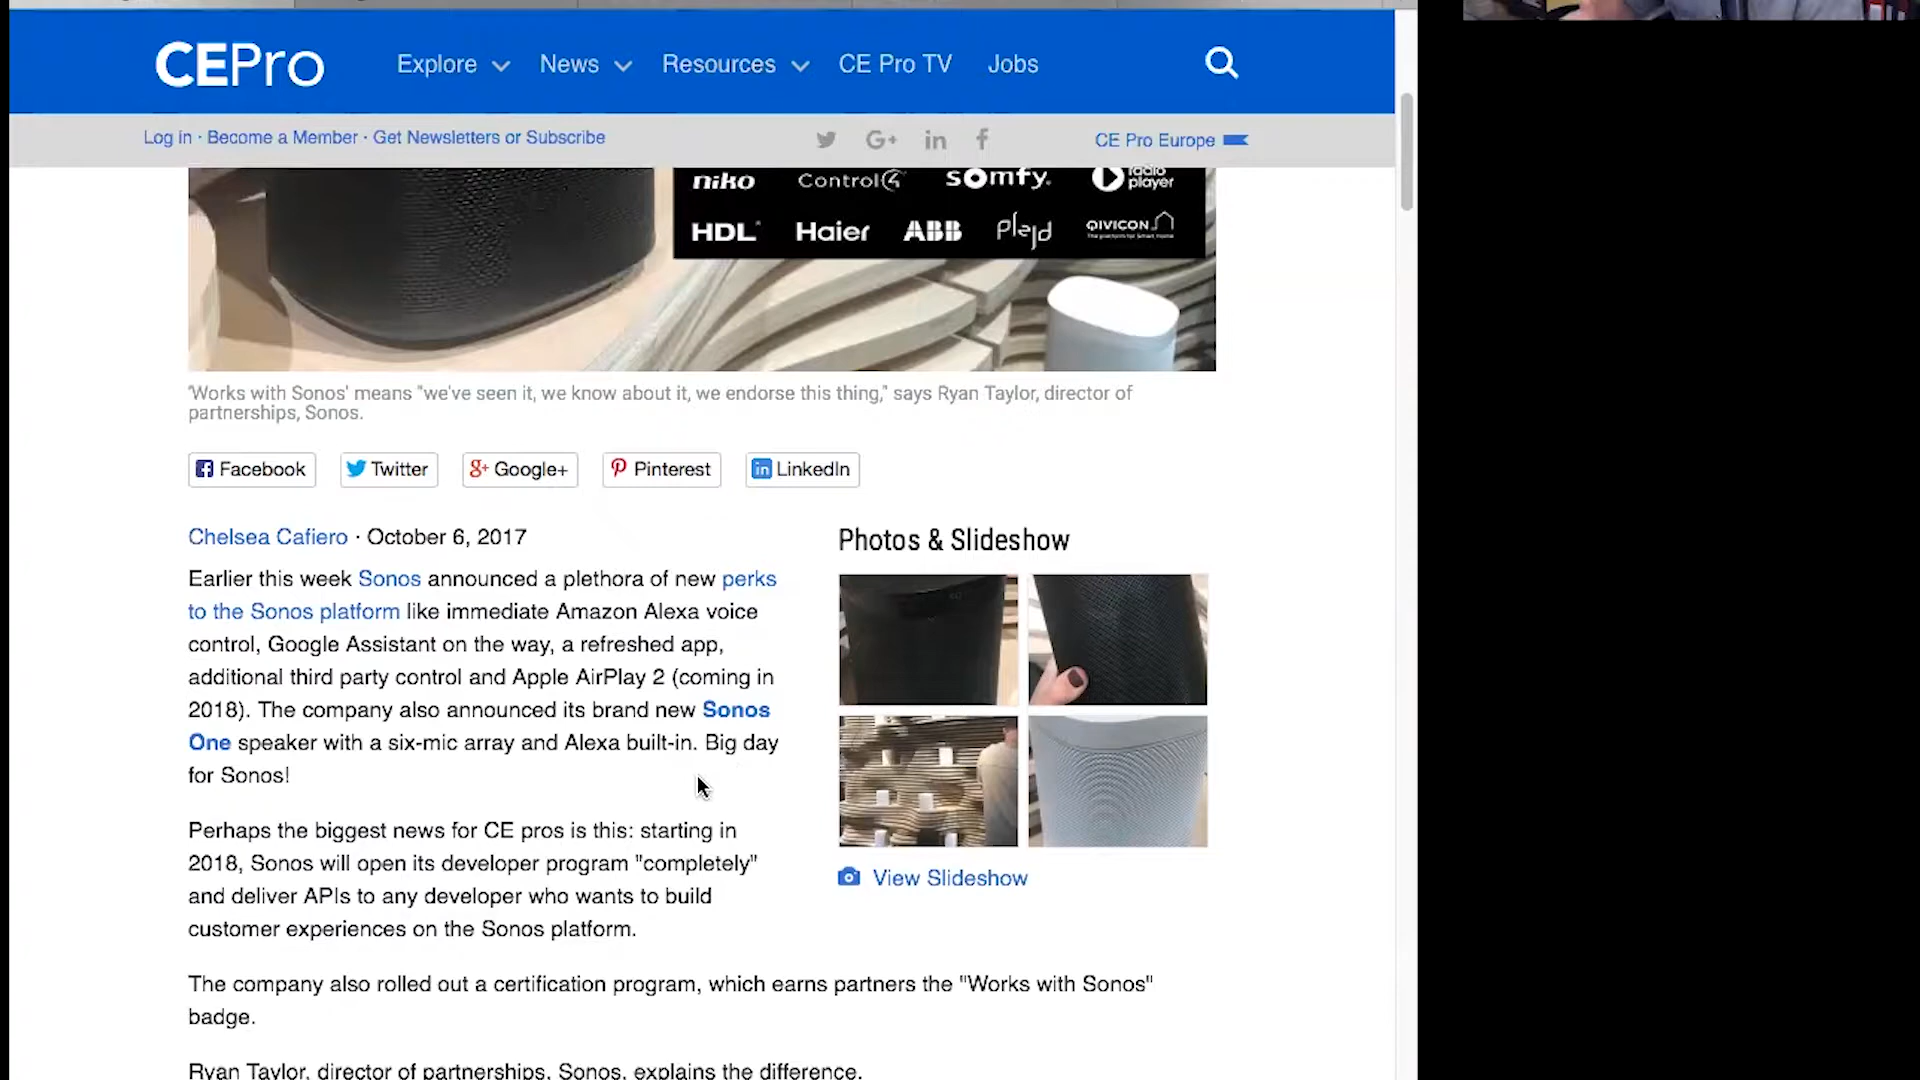 CEPro
Explore
News
Resources
CE Pro TV
Jobs
Log in · Become a Member · Get Newsletters or Subscribe
G+ in f
CE Pro Europe
niko Control4 somfy. radio player
HDL Haier ABB plejd QIVICON
'Works with Sonos' means "we've seen it, we know about it, we endorse this thing," says Ryan Taylor, director of
partnerships, Sonos.
Facebook
Twitter
g+ Google+
Pinterest
in LinkedIn
Chelsea Cafiero · October 6, 2017
Earlier this week Sonos announced a plethora of new perks
to the Sonos platform like immediate Amazon Alexa voice
control, Google Assistant on the way, a refreshed app,
additional third party control and Apple AirPlay 2 (coming in
2018). The company also announced its brand new Sonos
One speaker with a six-mic array and Alexa built-in. Big day
for Sonos!
Photos & Slideshow
View Slideshow
Perhaps the biggest news for CE pros is this: starting in
2018, Sonos will open its developer program "completely"
and deliver APIs to any developer who wants to build
customer experiences on the Sonos platform.
The company also rolled out a certification program, which earns partners the "Works with Sonos"
badge.
Ryan Taylor, director of partnerships, Sonos, explains the difference.